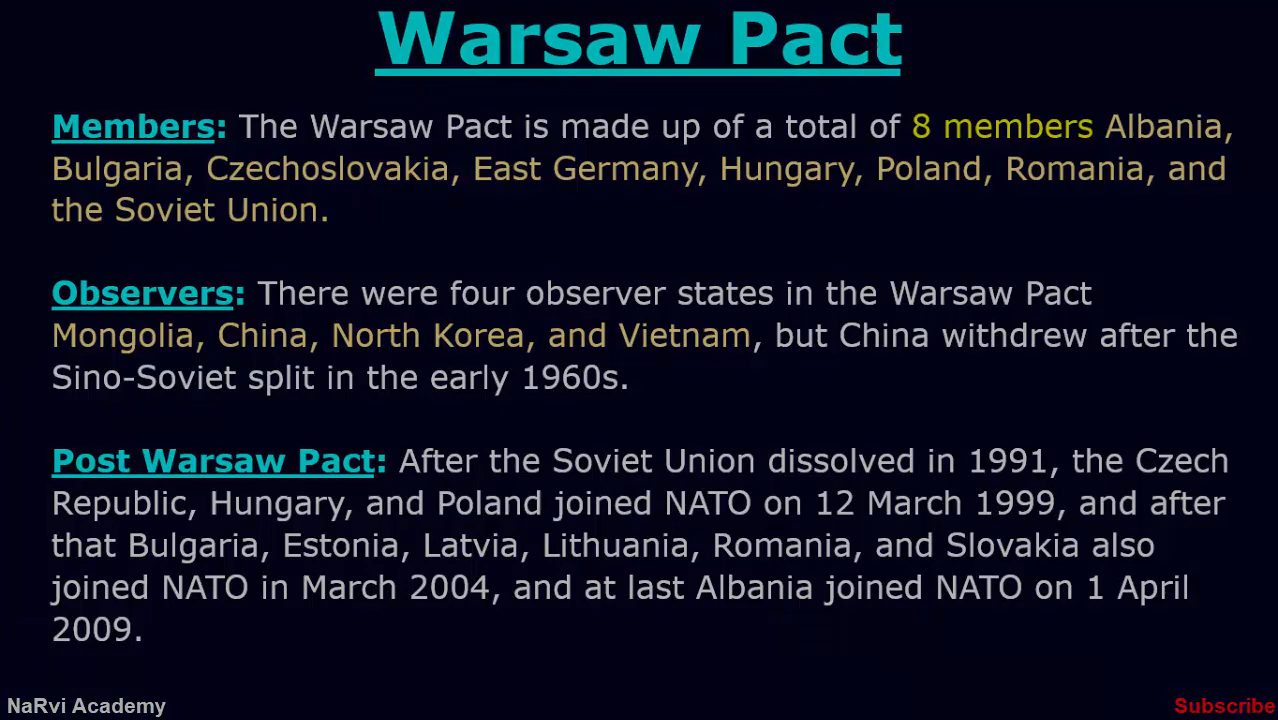 Warsaw Pact
Members: The Warsaw Pact is made up of a total of 8 members Albania,
Bulgaria, Czechoslovakia, East Germany, Hungary, Poland, Romania, and
the Soviet Union.
Observers: There were four observer states in the Warsaw Pact
Mongolia, China, North Korea, and Vietnam, but China withdrew after the
Sino-Soviet split in the early 1960s.
Post Warsaw Pact: After the Soviet Union dissolved in 1991, the Czech
Republic, Hungary, and Poland joined NATO on 12 March 1999, and after
that Bulgaria, Estonia, Latvia, Lithuania, Romania, and Slovakia also
joined NATO in March 2004, and at last Albania joined NATO on 1 April
2009.
NaRvi Academy
Subscribe